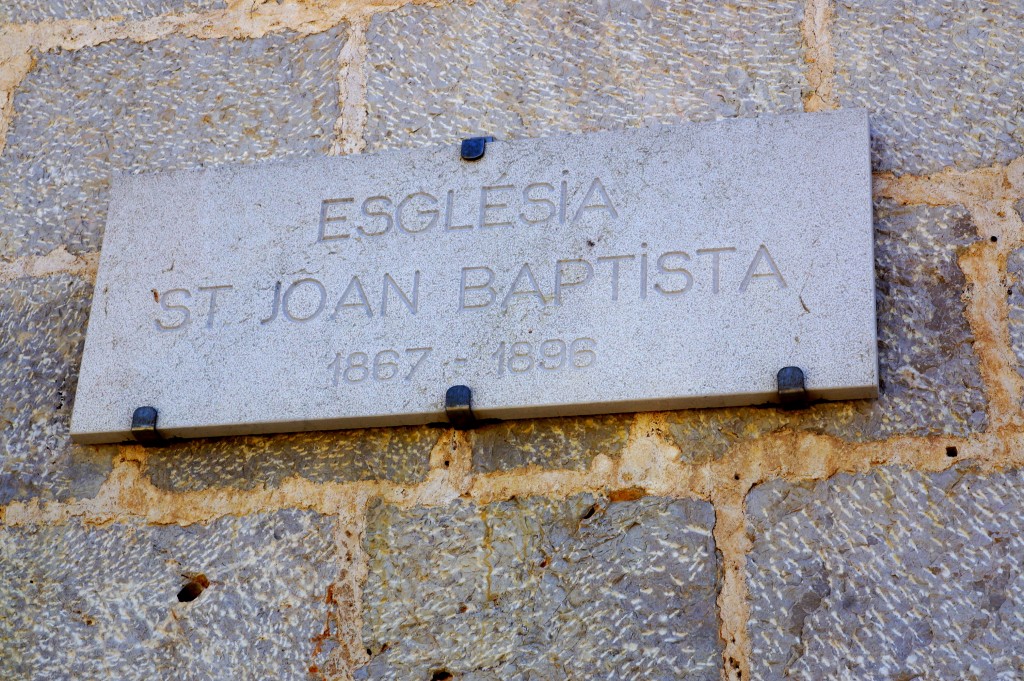 ESGLÉSiA
ST JOAN BAPTiSTA
1867 - 1896